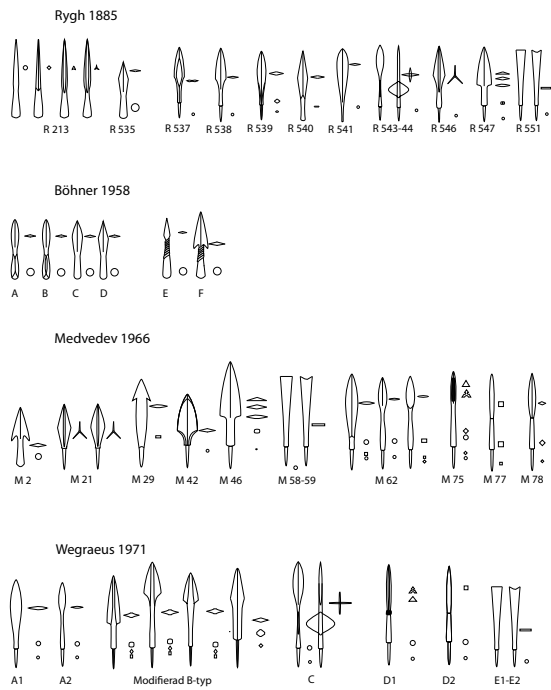 Rygh 1885
R 213 R 535 R 537 R 538 R 539 R 540 R 541 R 543-44 R 546 R 547 R 551
Böhner 1958
A B C D E F
Medvedev 1966
M 2 M 21 M 29 M 42 M 46 M 58-59 M 62 M 75 M 77 M 78
Wegraeus 1971
A1 A2 Modifierad B-typ C D1 D2 E1-E2